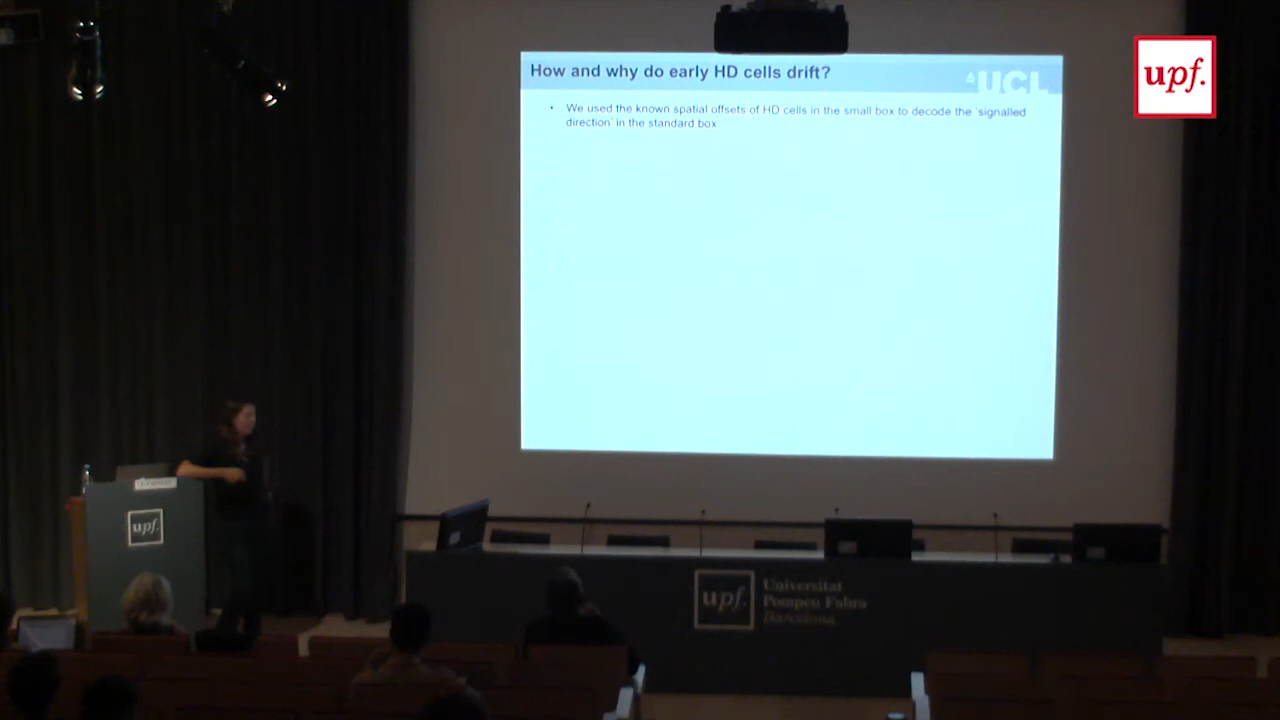 How and why do early HD cells drift?
UCL
• We used the known spatial offsets of HD cells in the small box to decode the 'signalled
direction' in the standard box.
upf.
upf.
upf.
Universitat
Pompeu Fabra
Barcelona